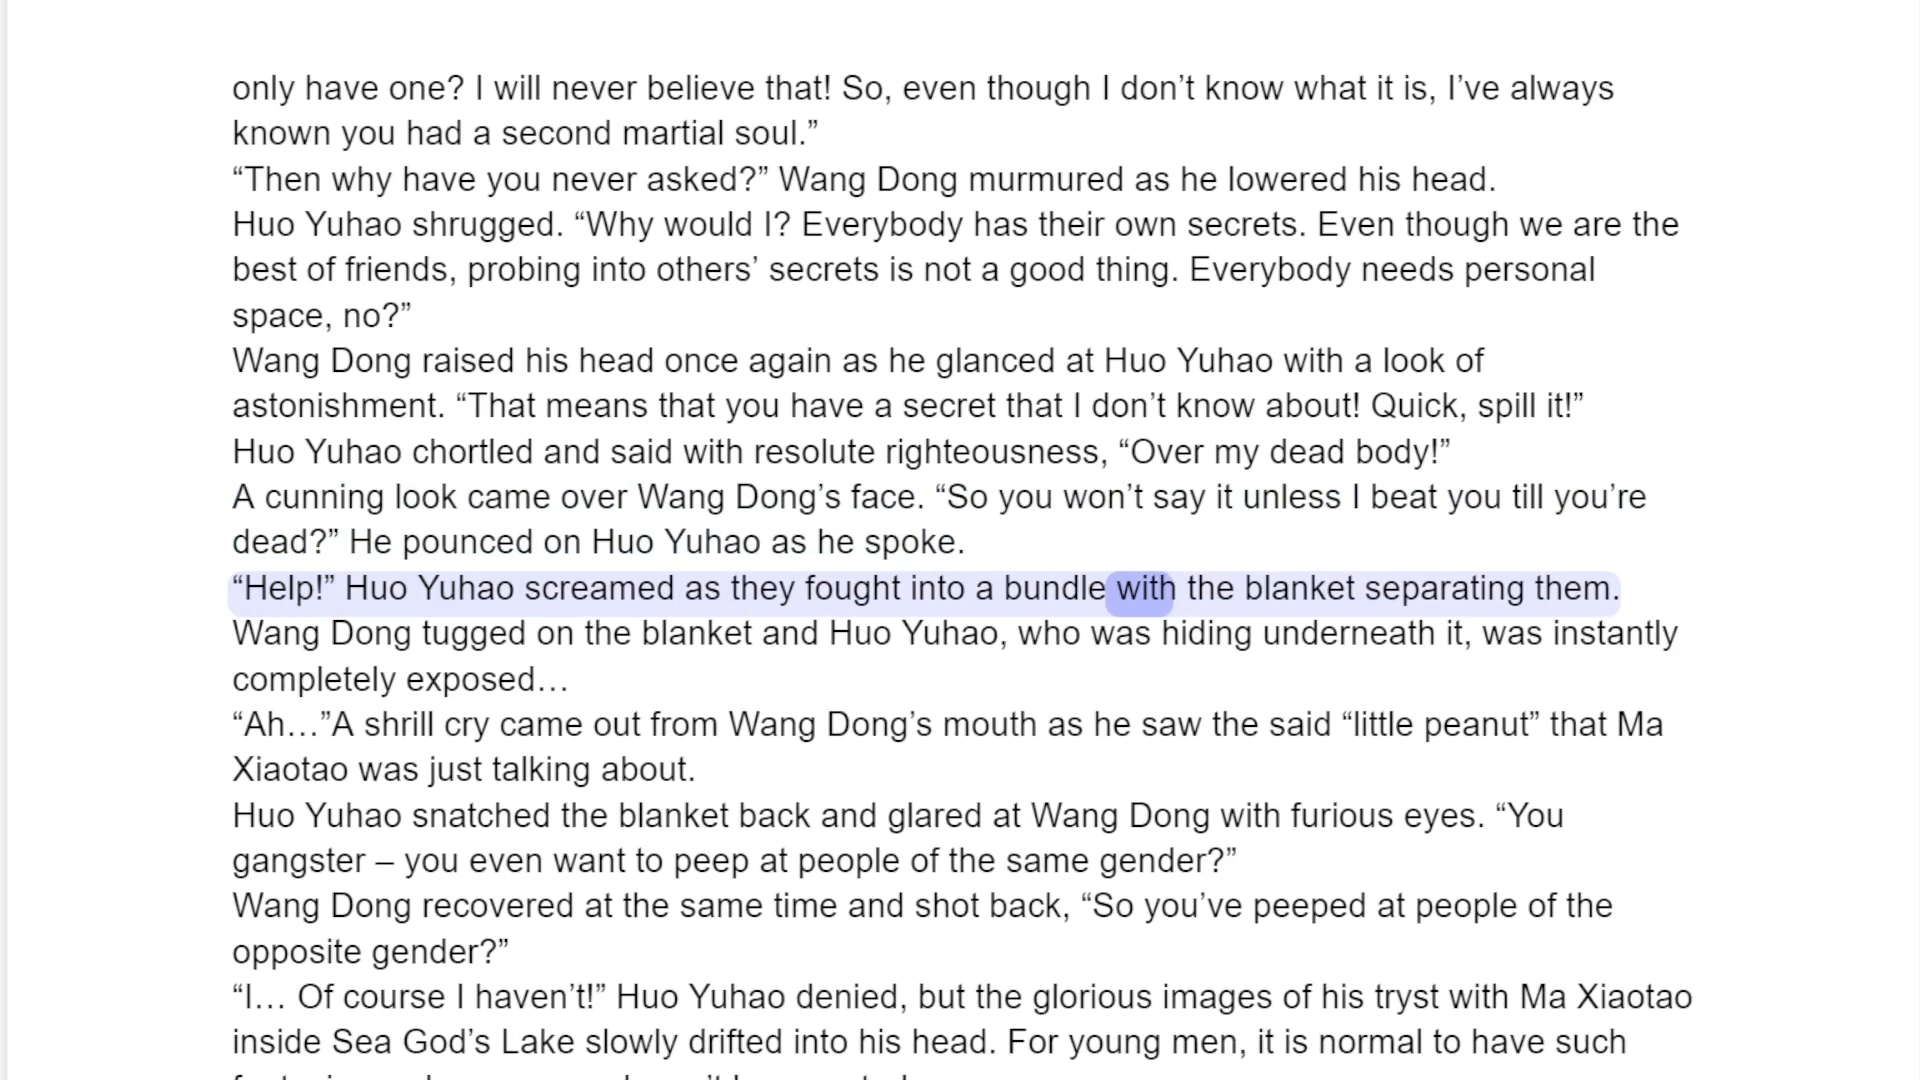 only have one? I will never believe that! So, even though I don’t know what it is, I’ve always
known you had a second martial soul.”
“Then why have you never asked?” Wang Dong murmured as he lowered his head.
Huo Yuhao shrugged. “Why would I? Everybody has their own secrets. Even though we are the
best of friends, probing into others’ secrets is not a good thing. Everybody needs personal
space, no?”
Wang Dong raised his head once again as he glanced at Huo Yuhao with a look of
astonishment. “That means that you have a secret that I don’t know about! Quick, spill it!”
Huo Yuhao chortled and said with resolute righteousness, “Over my dead body!”
A cunning look came over Wang Dong’s face. “So you won’t say it unless I beat you till you’re
dead?” He pounced on Huo Yuhao as he spoke.
“Help!” Huo Yuhao screamed as they fought into a bundle with the blanket separating them.
Wang Dong tugged on the blanket and Huo Yuhao, who was hiding underneath it, was instantly
completely exposed…
“Ah…”A shrill cry came out from Wang Dong’s mouth as he saw the said “little peanut” that Ma
Xiaotao was just talking about.
Huo Yuhao snatched the blanket back and glared at Wang Dong with furious eyes. “You
gangster – you even want to peep at people of the same gender?”
Wang Dong recovered at the same time and shot back, “So you’ve peeped at people of the
opposite gender?”
“I… Of course I haven’t!” Huo Yuhao denied, but the glorious images of his tryst with Ma Xiaotao
inside Sea God’s Lake slowly drifted into his head. For young men, it is normal to have such